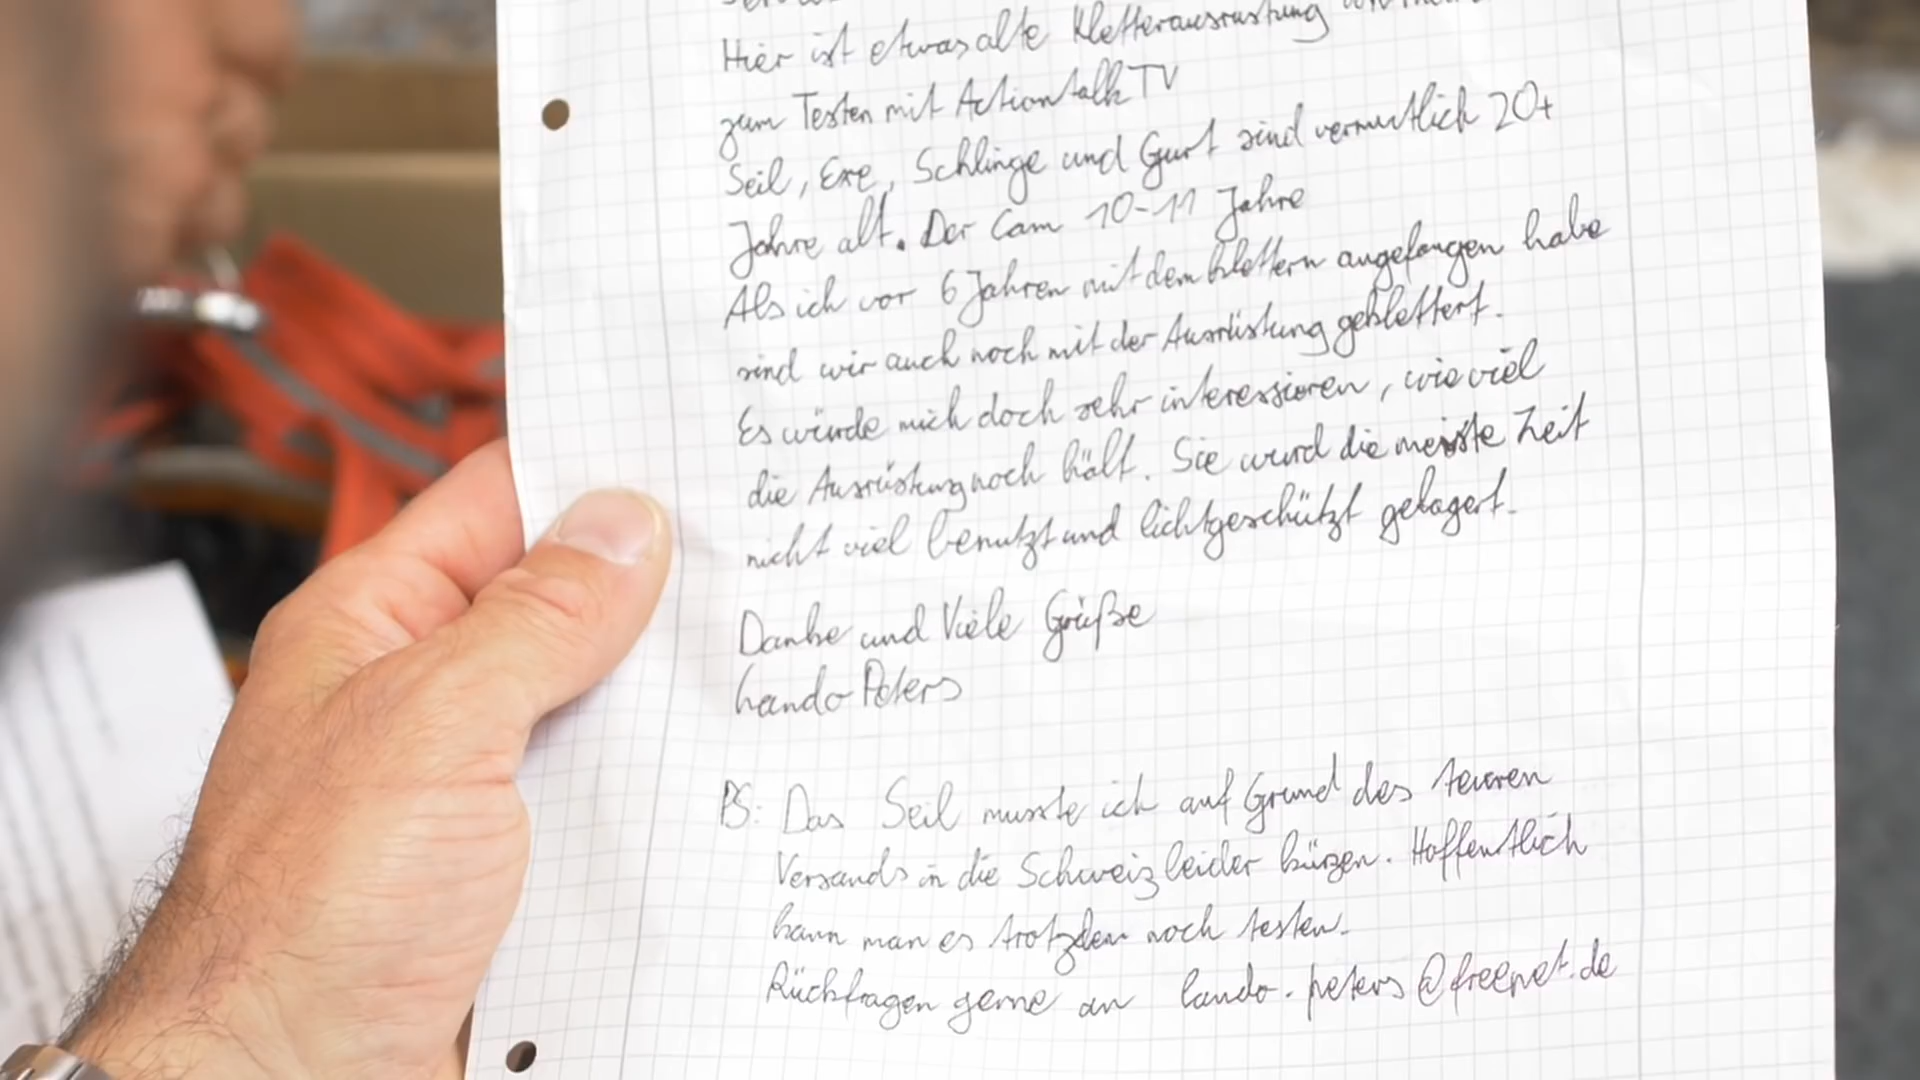 Hier ist etwas alte Kletterausrüstung
zum Testen mit ActiontalkTV
Seil, Exe, Schlinge und Gurt sind vermutlich 20+
Jahre alt. Der Cam 10-11 Jahre
Als ich vor 6 Jahren mit dem klettern angefangen habe
sind wir auch noch mit der Ausrüstung geklettert.
Es würde mich doch sehr interessieren, wie viel
die Ausrüstung noch hält. Sie wurd die meiste Zeit
nicht viel benutzt und lichtgeschützt gelagert.
Danke und Viele Grüße
Lando Peters
PS: Das Seil musste ich auf Grund des teuren
Versands in die Schweiz leider kürzen. Hoffentlich
kann man es trotzdem noch testen.
Rückfragen gerne an lando.peters@freenet.de